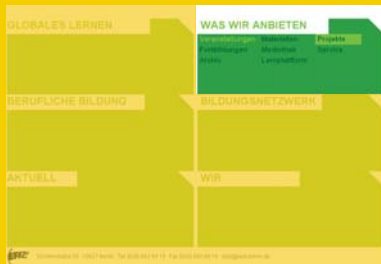 GLOBALES LERNEN
WAS WIR ANBIETEN
Veranstaltungen Materialien Projekte
Fortbildungen Mediothek Service
Archiv Lernplattform
BERUFLICHE BILDUNG
BILDUNGSNETZWERK
AKTUELL
WIR